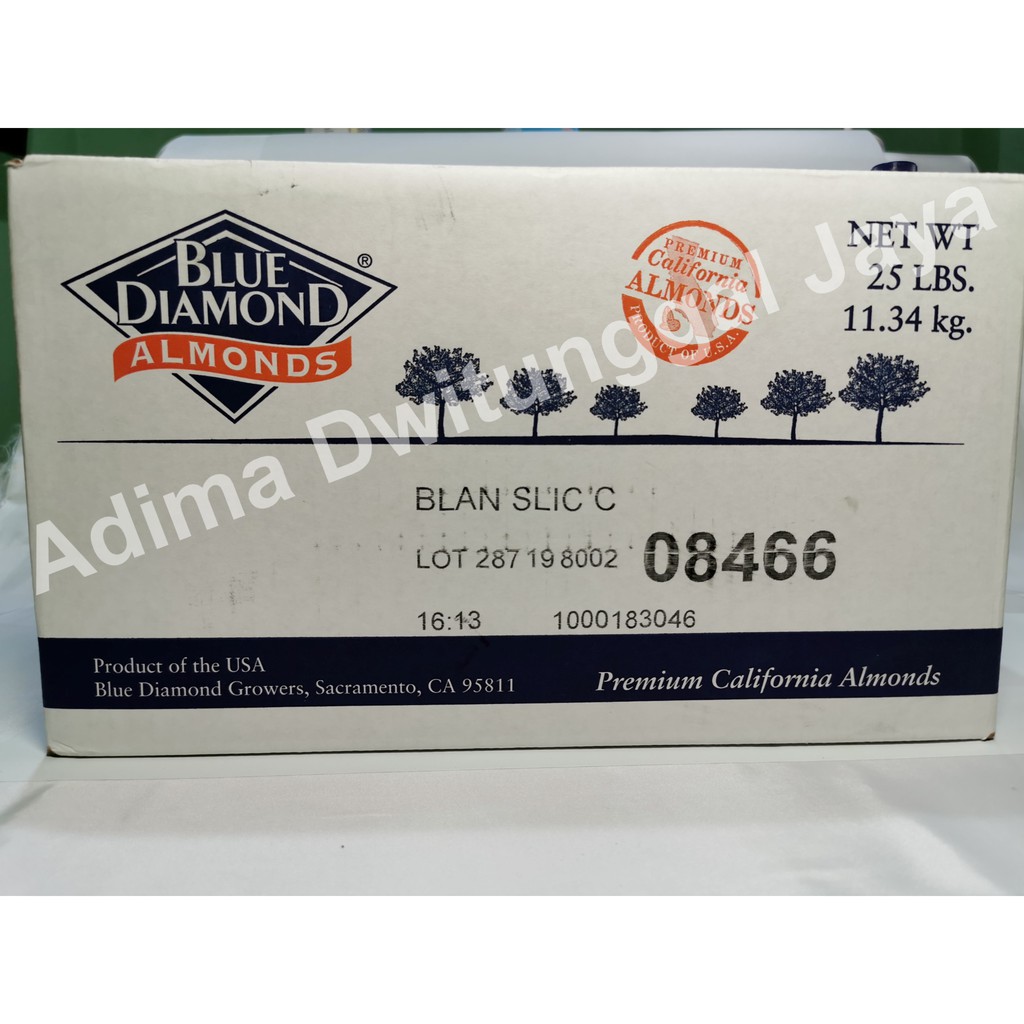 BLUE
DIAMOND®
ALMONDS
PREMIUM
California
ALMONDS
PRODUCT OF U.S.A.
NET WT
25 LBS.
11.34 kg.
Adima Dwitunggal Jaya
BLAN SLIC C
LOT 287 19 8002 08466
16:13 1000183046
Product of the USA
Blue Diamond Growers, Sacramento, CA 95811
Premium California Almonds